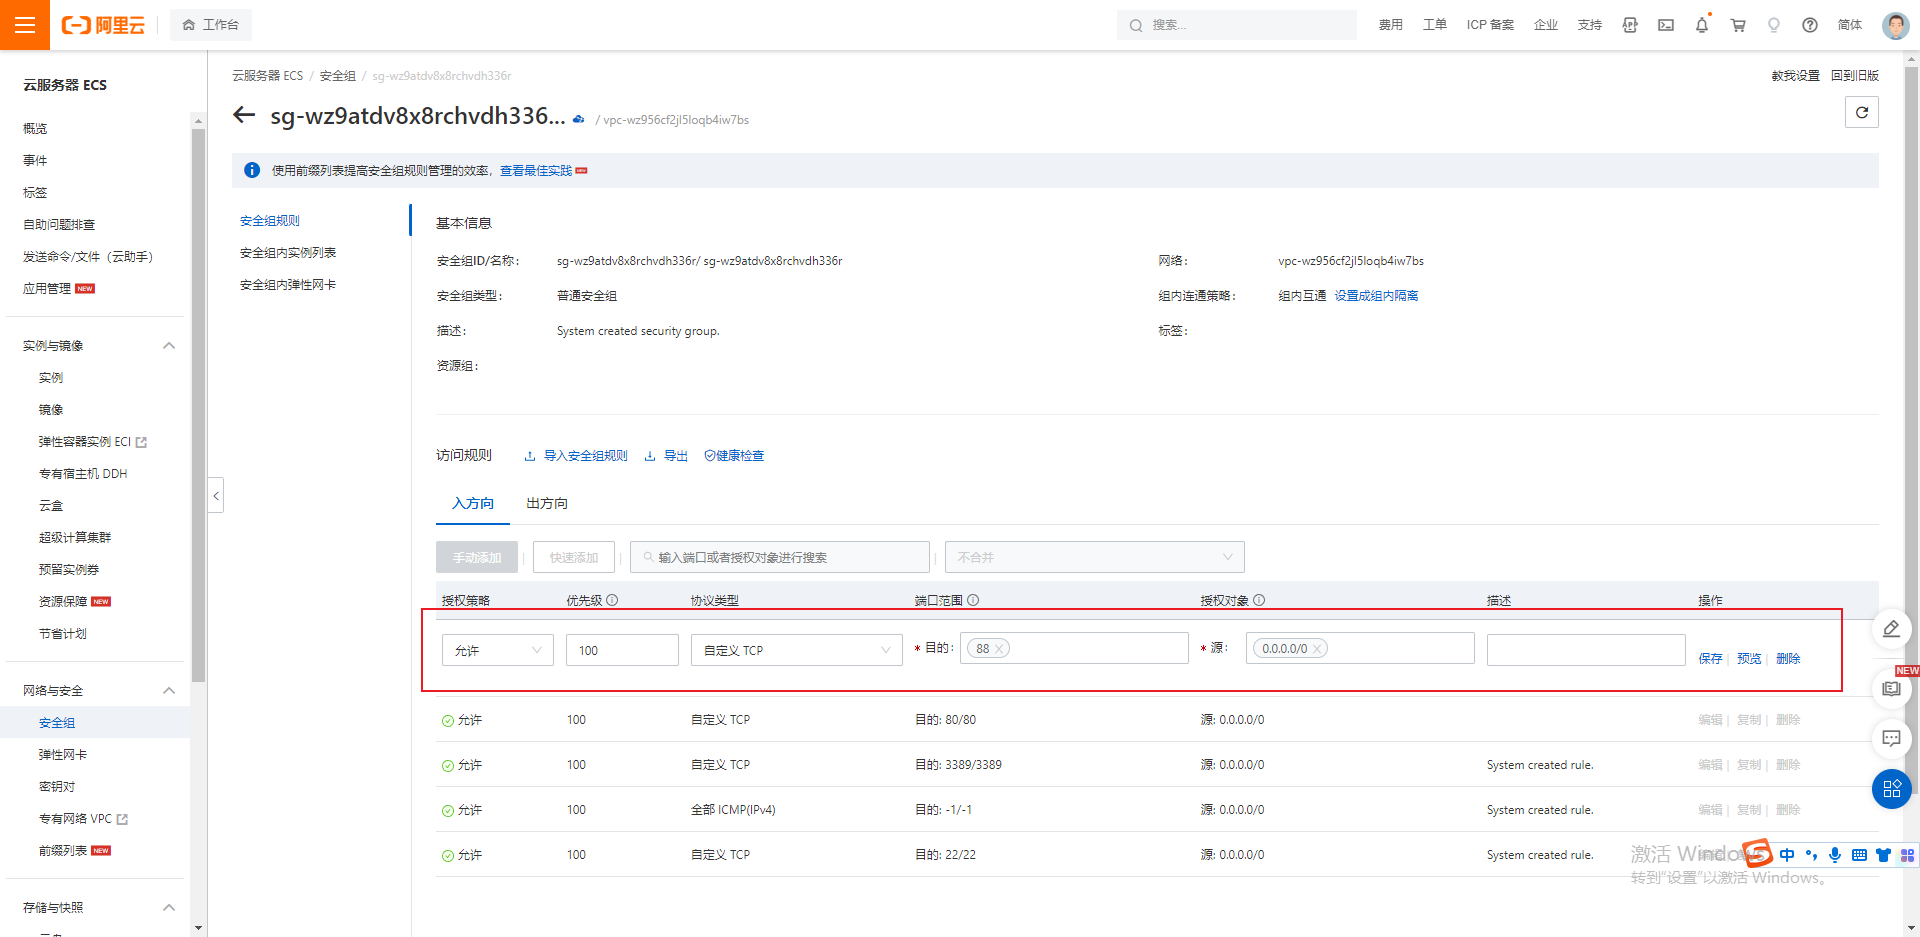 阿里云
工作台
搜索...
费用
工单
ICP 备案
企业
支持
简体
云服务器 ECS
概览
事件
标签
自助问题排查
发送命令/文件（云助手）
应用管理 NEW
实例与镜像
实例
镜像
弹性容器实例 ECI
专有宿主机 DDH
云盒
超级计算集群
预留实例券
资源保障 NEW
节省计划
网络与安全
安全组
弹性网卡
密钥对
专有网络 VPC
前缀列表 NEW
存储与快照
云服务器 ECS / 安全组 / sg-wz9atdv8x8rchvdh336r
教我设置 回到旧版
sg-wz9atdv8x8rchvdh336... / vpc-wz956cf2jl5loqb4iw7bs
使用前缀列表提高安全组规则管理的效率，查看最佳实践 NEW
安全组规则
安全组内实例列表
安全组内弹性网卡
基本信息
安全组ID/名称： sg-wz9atdv8x8rchvdh336r/ sg-wz9atdv8x8rchvdh336r
网络： vpc-wz956cf2jl5loqb4iw7bs
安全组类型： 普通安全组
组内连通策略： 组内互通 设置成组内隔离
描述： System created security group.
标签：
资源组：
访问规则 导入安全组规则 导出 健康检查
入方向 出方向
手动添加 | 快速添加 | 输入端口或者授权对象进行搜索 | 不合并
授权策略 优先级 协议类型 端口范围 授权对象 描述 操作
允许 100 自定义 TCP * 目的： 88 * 源： 0.0.0.0/0 保存 | 预览 | 删除
允许 100 自定义 TCP 目的: 80/80 源: 0.0.0.0/0 编辑 | 复制 | 删除
允许 100 自定义 TCP 目的: 3389/3389 源: 0.0.0.0/0 System created rule. 编辑 | 复制 | 删除
允许 100 全部 ICMP(IPv4) 目的: -1/-1 源: 0.0.0.0/0 System created rule. 编辑 | 复制 | 删除
允许 100 自定义 TCP 目的: 22/22 源: 0.0.0.0/0 System created rule.
NEW
激活 Windows
中
转到"设置"以激活 Windows。